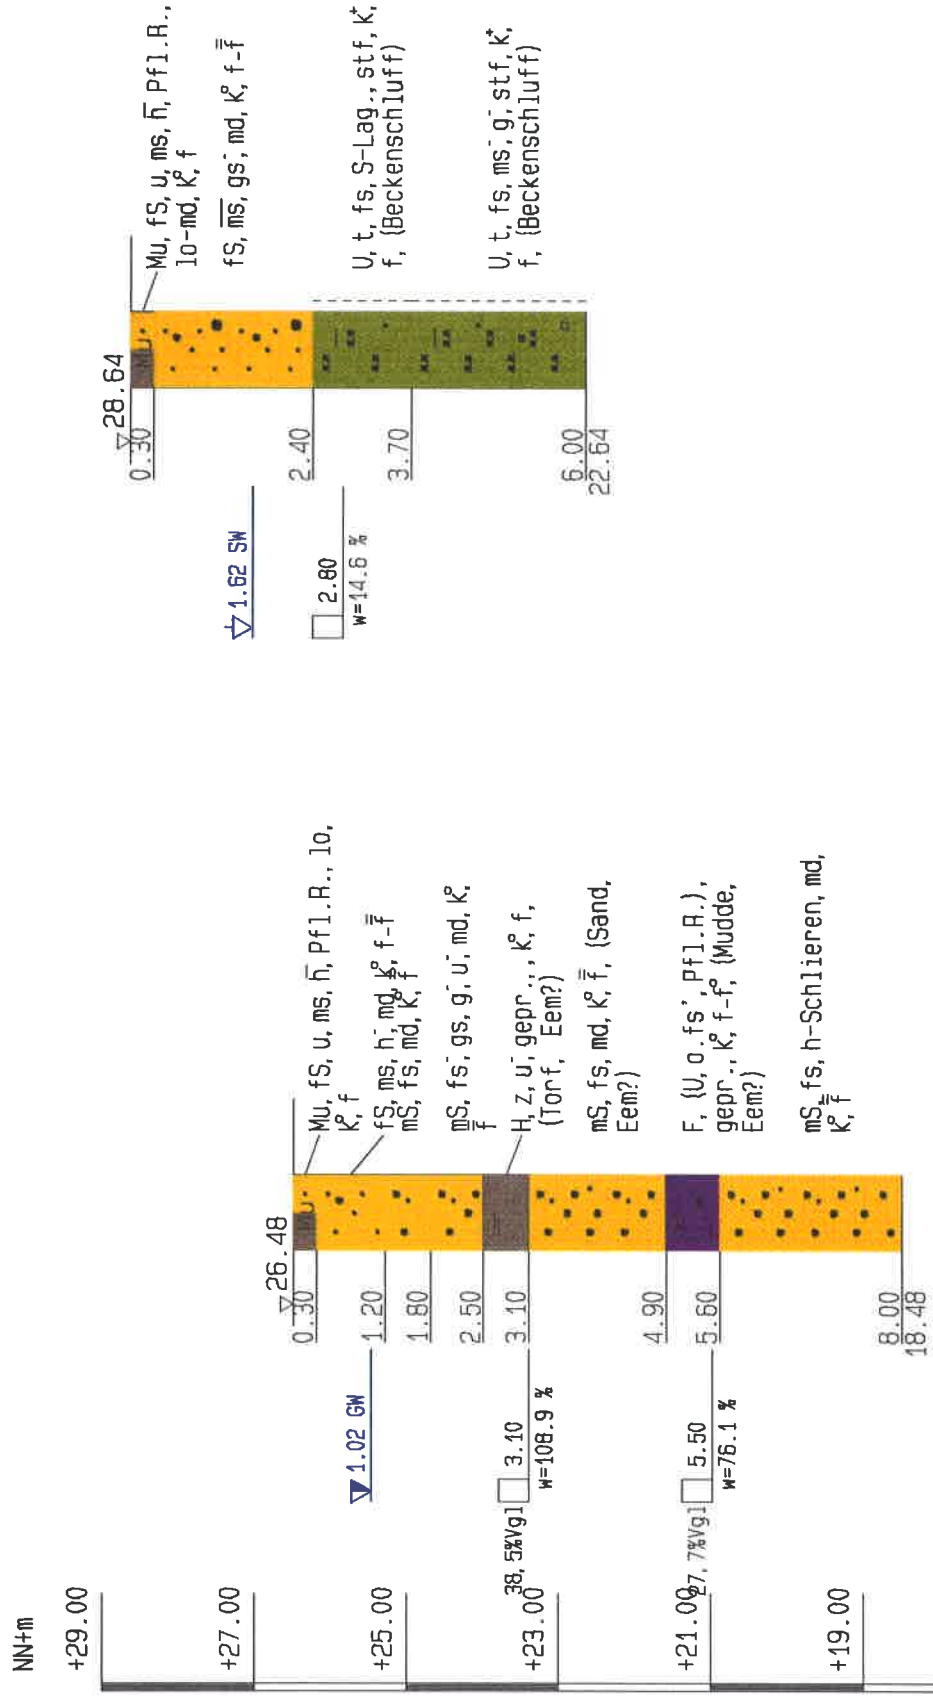 NN+m
+29.00
+27.00
+25.00
+23.00
+21.00
+19.00
26.48
0.30
1.20
1.80
2.50
3.10
4.90
5.60
8.00
18.48
1.02 GW
3.10
w=108.9 %
38,5%Vgl
5.50
w=76.1 %
27,7%Vgl
Mu
Mu, fS, u, ms, h̅, Pfl.R., lo,
k°, f
fS, ms, h⁻, md, k°, f-f̿
mS, fs, md, k°, f̅
m̲S, fs⁻, gs, g⁻, u⁻, md, k°,
f̿
H, z, u⁻, gepr.., k°, f,
(Torf, Eem?)
mS, fs, md, k°, f̿, (Sand,
Eem?)
F, (U, o.fs', Pfl.R.),
gepr.., k°, f-f°, (Mudde,
Eem?)
mS, fs, h-Schlieren, md,
k°, f̿
28.64
0.30
2.40
3.70
6.00
22.64
1.62 SW
2.80
w=14.6 %
Mu
Mu, fS, u, ms, h̅, Pfl.R.,
lo-md, k°, f
fS, m̅s̅, gs⁻, md, k°, f-f̿
U, t, fs, S-Lag., stf, k⁺,
f, (Beckenschluff)
U, t, fs, ms⁻, g⁻, stf, k⁺,
f, (Beckenschluff)